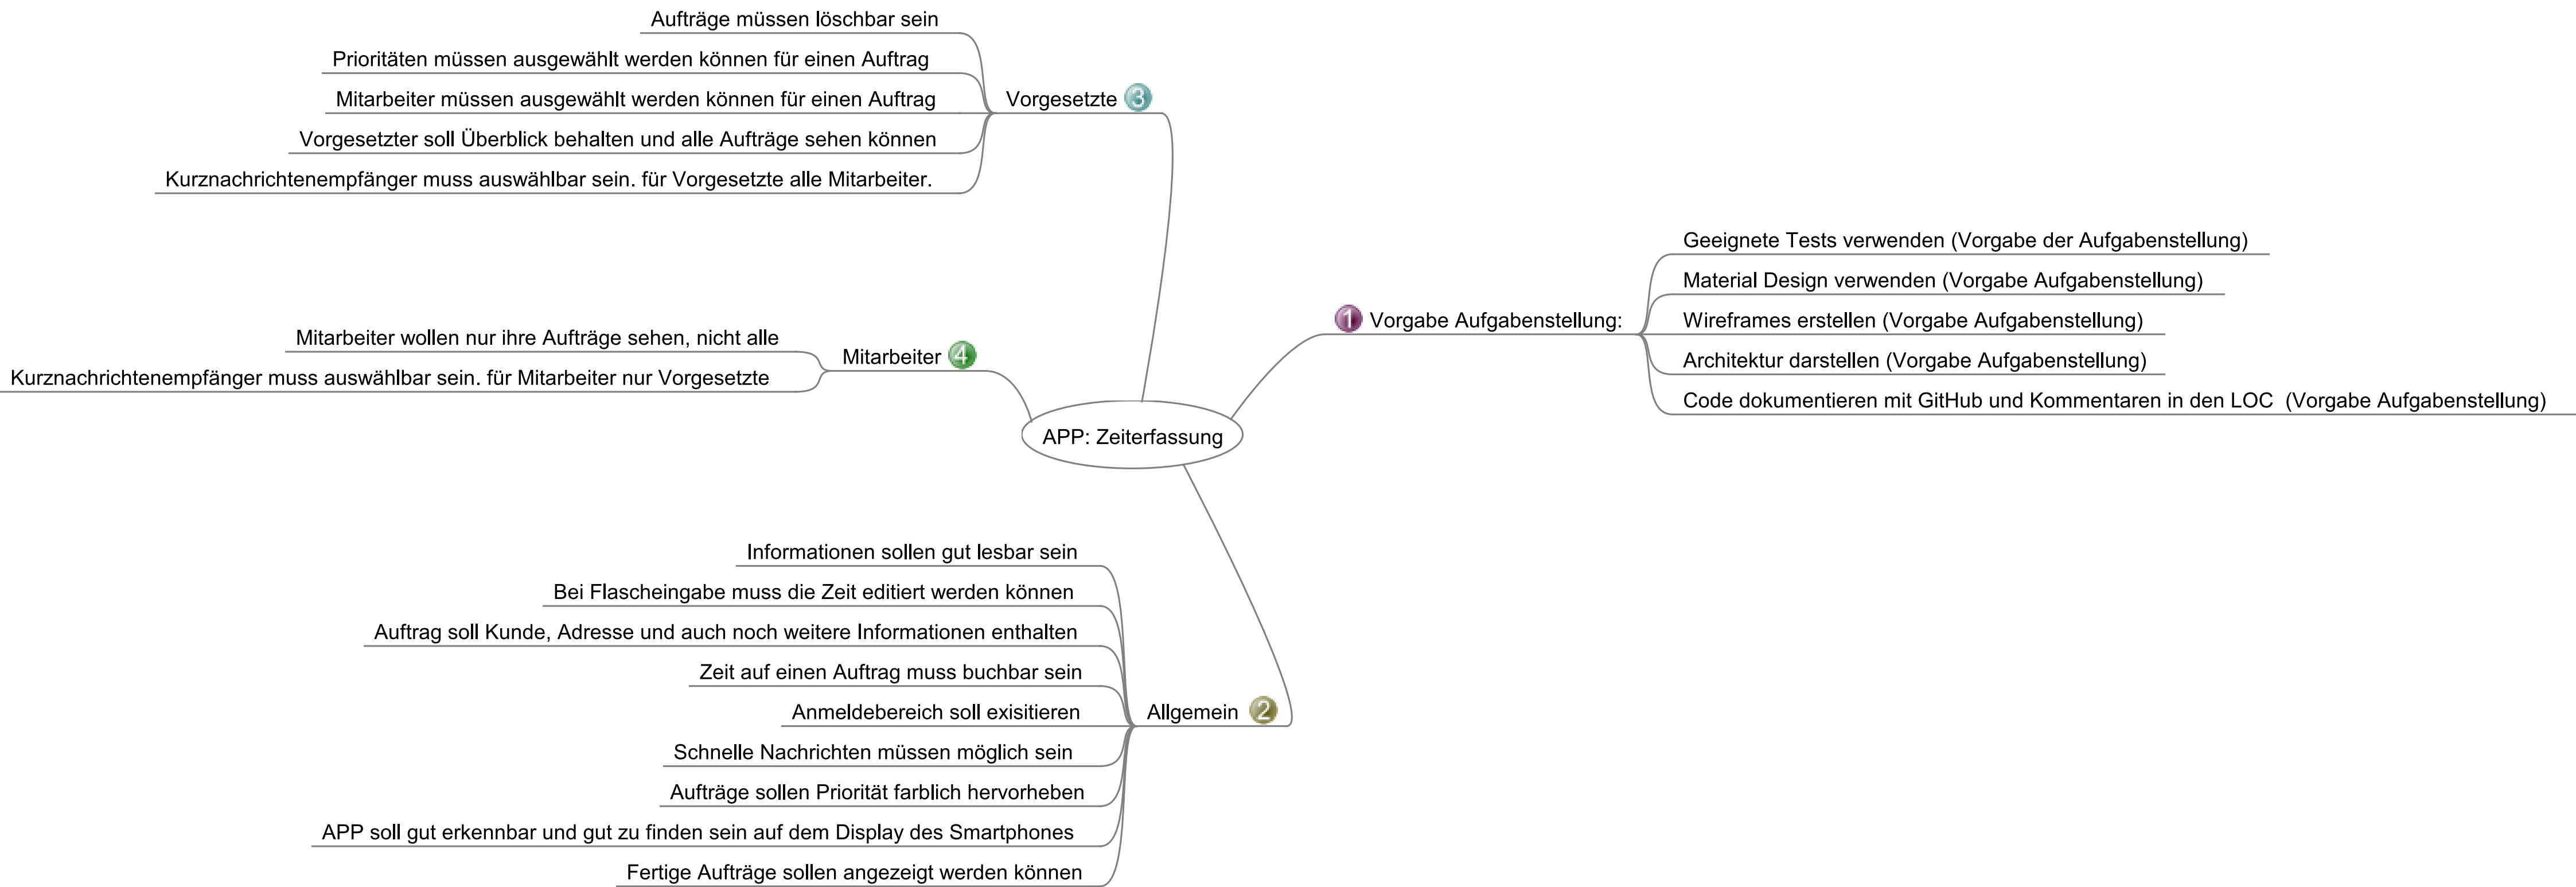 Aufträge müssen löschbar sein
Prioritäten müssen ausgewählt werden können für einen Auftrag
Mitarbeiter müssen ausgewählt werden können für einen Auftrag
Vorgesetzter soll Überblick behalten und alle Aufträge sehen können
Kurznachrichtenempfänger muss auswählbar sein. für Vorgesetzte alle Mitarbeiter.
Vorgesetzte 3
Mitarbeiter wollen nur ihre Aufträge sehen, nicht alle
Kurznachrichtenempfänger muss auswählbar sein. für Mitarbeiter nur Vorgesetzte
Mitarbeiter 4
APP: Zeiterfassung
1 Vorgabe Aufgabenstellung:
Geeignete Tests verwenden (Vorgabe der Aufgabenstellung)
Material Design verwenden (Vorgabe Aufgabenstellung)
Wireframes erstellen (Vorgabe Aufgabenstellung)
Architektur darstellen (Vorgabe Aufgabenstellung)
Code dokumentieren mit GitHub und Kommentaren in den LOC (Vorgabe Aufgabenstellung)
Informationen sollen gut lesbar sein
Bei Flascheingabe muss die Zeit editiert werden können
Auftrag soll Kunde, Adresse und auch noch weitere Informationen enthalten
Zeit auf einen Auftrag muss buchbar sein
Anmeldebereich soll exisitieren
Schnelle Nachrichten müssen möglich sein
Aufträge sollen Priorität farblich hervorheben
APP soll gut erkennbar und gut zu finden sein auf dem Display des Smartphones
Fertige Aufträge sollen angezeigt werden können
Allgemein 2